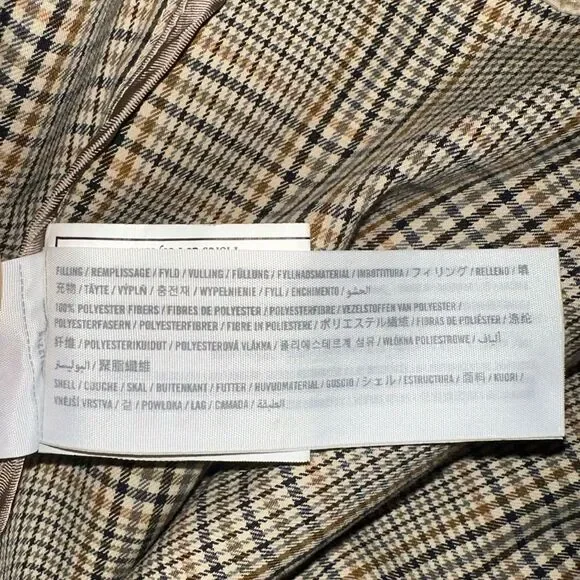 FILLING / REMPLISSAGE / FYLD / VULLING / FÜLLUNG / FYLLNADSMATERIAL / IMBOTTITURA / フィリング / RELLENO / 填
充物 / TÄYTE / VÝPLŇ / 충전재 / WYPEŁNIENIE / FYLL / ENCHIMENTO / الحشو /
100% POLYESTER FIBERS / FIBRES DE POLYESTER / POLYESTERFIBRE / VEZELSTOFFEN VAN POLYESTER /
POLYESTERFASERN / POLYESTERFIBRER / FIBRE IN POLIESTERE / ポリエステル繊維 / FIBRAS DE POLIÉSTER / 涤纶
纤维 / POLYESTERIKUIDUT / POLYESTEROVÁ VLÁKNA / 폴리에스테르계 섬유 / WŁÓKNA POLIESTROWE / ألياف
البوليستر / 聚脂纖維
SHELL / COUCHE / SKAL / BUITENKANT / FUTTER / HUVUDMATERIAL / GUSCIO / シェル / ESTRUCTURA / 面料 / KUORI /
VNĚJŠÍ VRSTVA / 겉 / POWŁOKA / LAG / CAMADA / الطبقة /